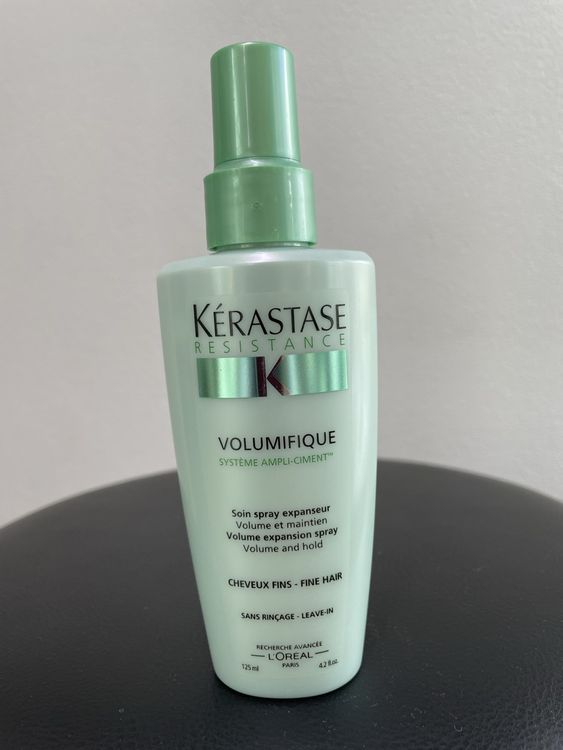 KÉRASTASE
RESISTANCE
K
VOLUMIFIQUE
SYSTÈME AMPLI-CIMENT™
Soin spray expanseur
Volume et maintien
Volume expansion spray
Volume and hold
CHEVEUX FINS - FINE HAIR
SANS RINÇAGE - LEAVE-IN
RECHERCHE AVANCÉE
L'ORÉAL
PARIS
125 ml 4.2 fl.oz.